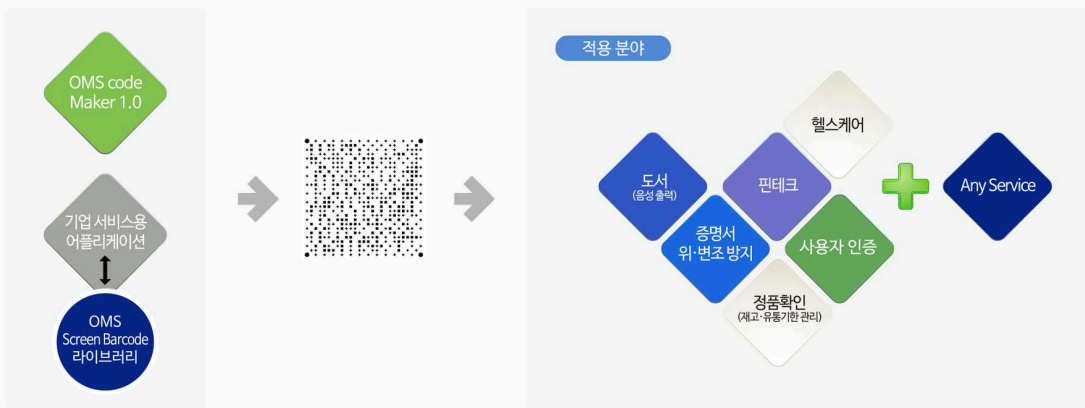 OMS code
Maker 1.0
기업 서비스용
어플리케이션
OMS
Screen Barcode
라이브러리
적용 분야
헬스케어
도서
(음성 출력)
핀테크
Any Service
증명서
위·변조 방지
사용자 인증
정품확인
(재고·유통기한 관리)